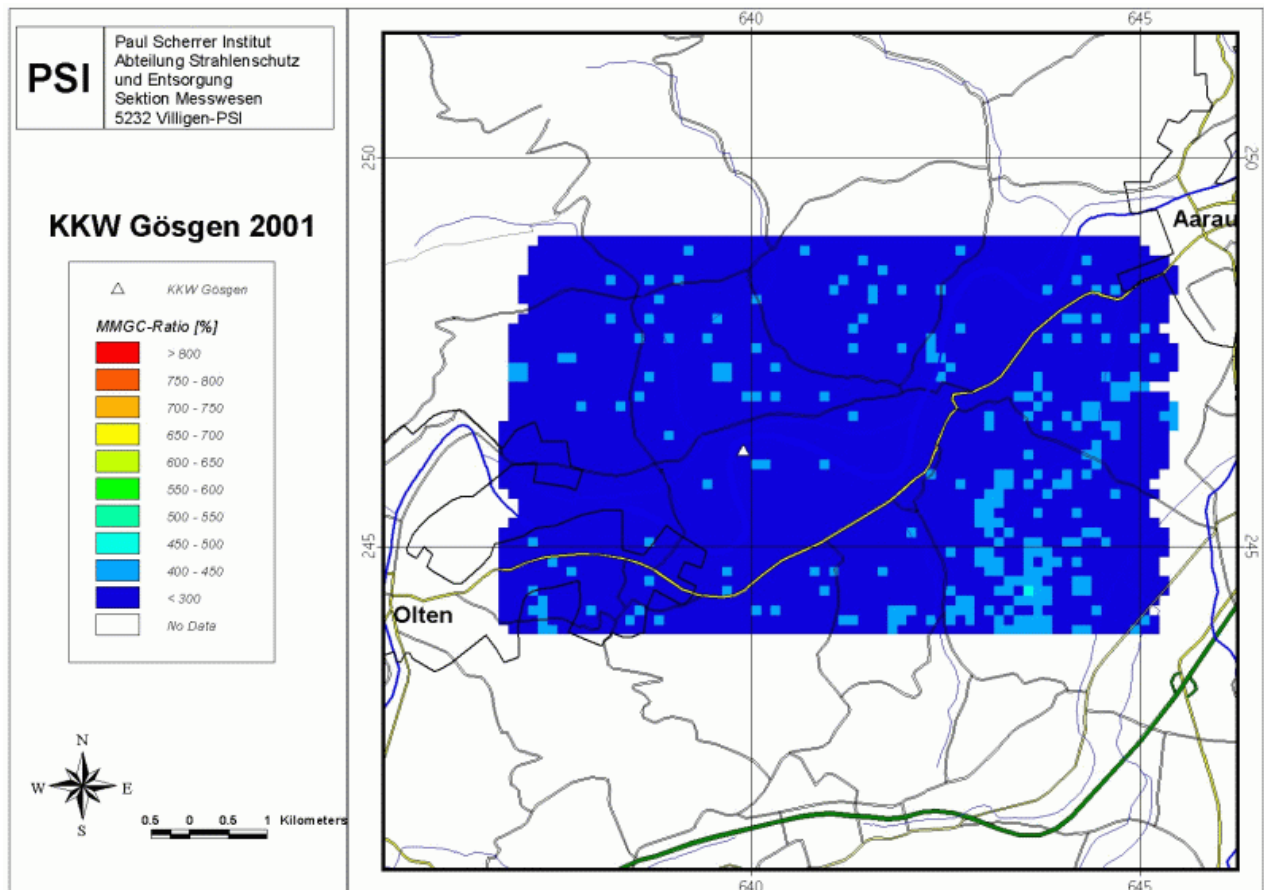 PSI
Paul Scherrer Institut
Abteilung Strahlenschutz
und Entsorgung
Sektion Messwesen
5232 Villigen-PSI
KKW Gösgen 2001
KKW Gösgen
MMGC-Ratio [%]
> 800
750 - 800
700 - 750
650 - 700
600 - 650
550 - 600
500 - 550
450 - 500
400 - 450
< 300
No Data
N
W
E
S
0.5 0 0.5 1 Kilometers
640
645
250
250
Aarau
245
245
Olten
640
645